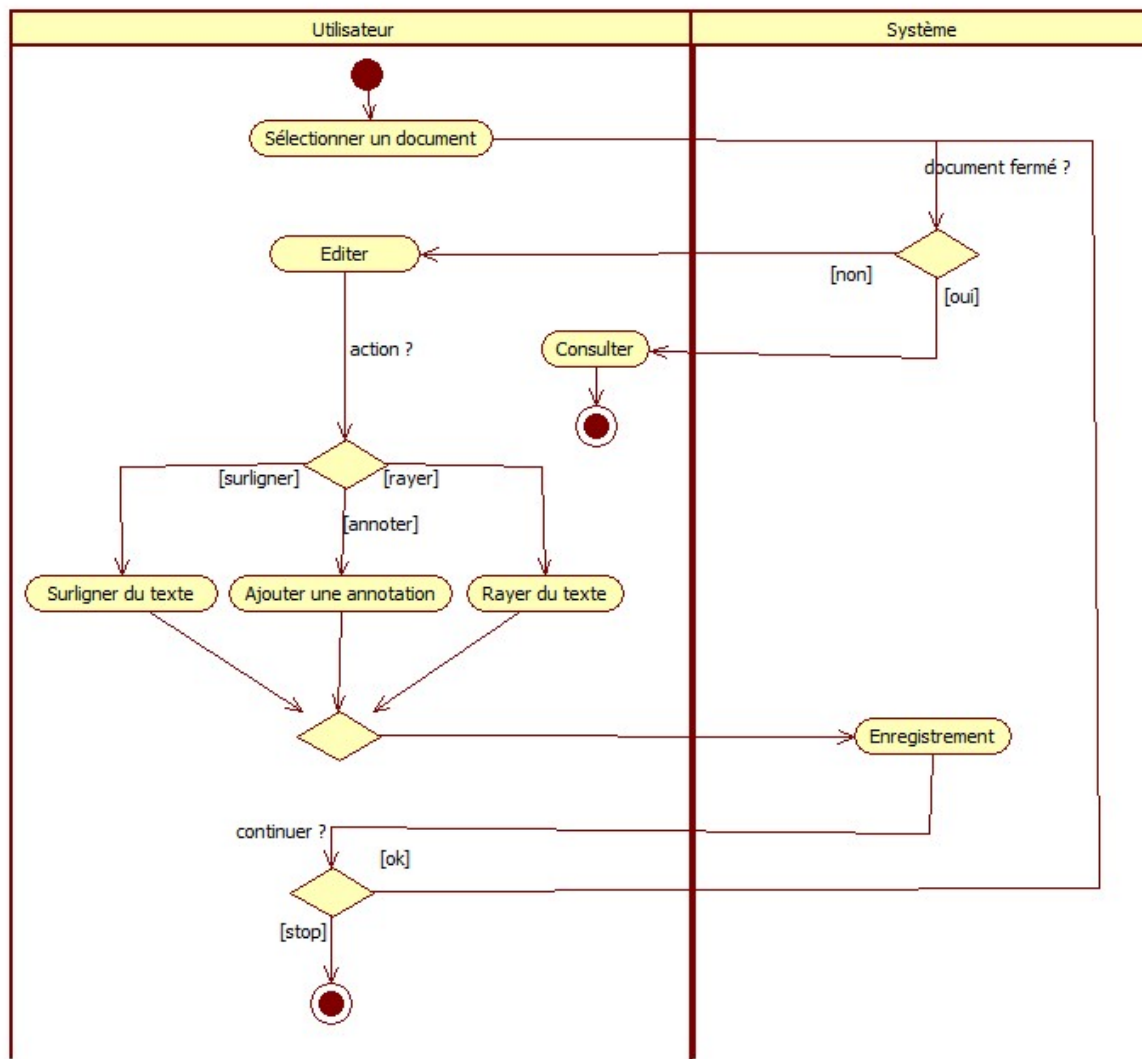 Utilisateur
Système
Sélectionner un document
document fermé ?
Editer
[non]
[oui]
action ?
Consulter
[surligner]
[rayer]
[annoter]
Surligner du texte
Ajouter une annotation
Rayer du texte
Enregistrement
continuer ?
[ok]
[stop]